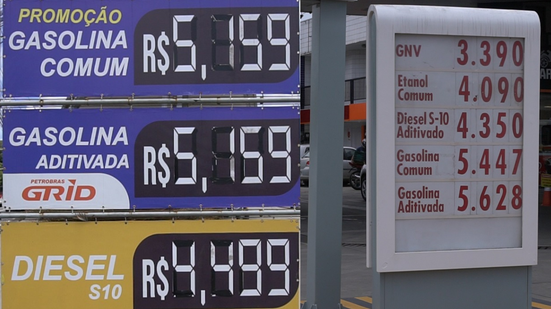 PROMOÇÃO
GASOLINA R$5,159
COMUM
GASOLINA
ADITIVADA R$5,169
PETROBRAS
GRID
DIESEL R$4,499
S10
GNV 3.390
Etanol
Comum 4.090
Diesel S-10
Aditivado 4.350
Gasolina
Comum 5.447
Gasolina
Aditivada 5.628